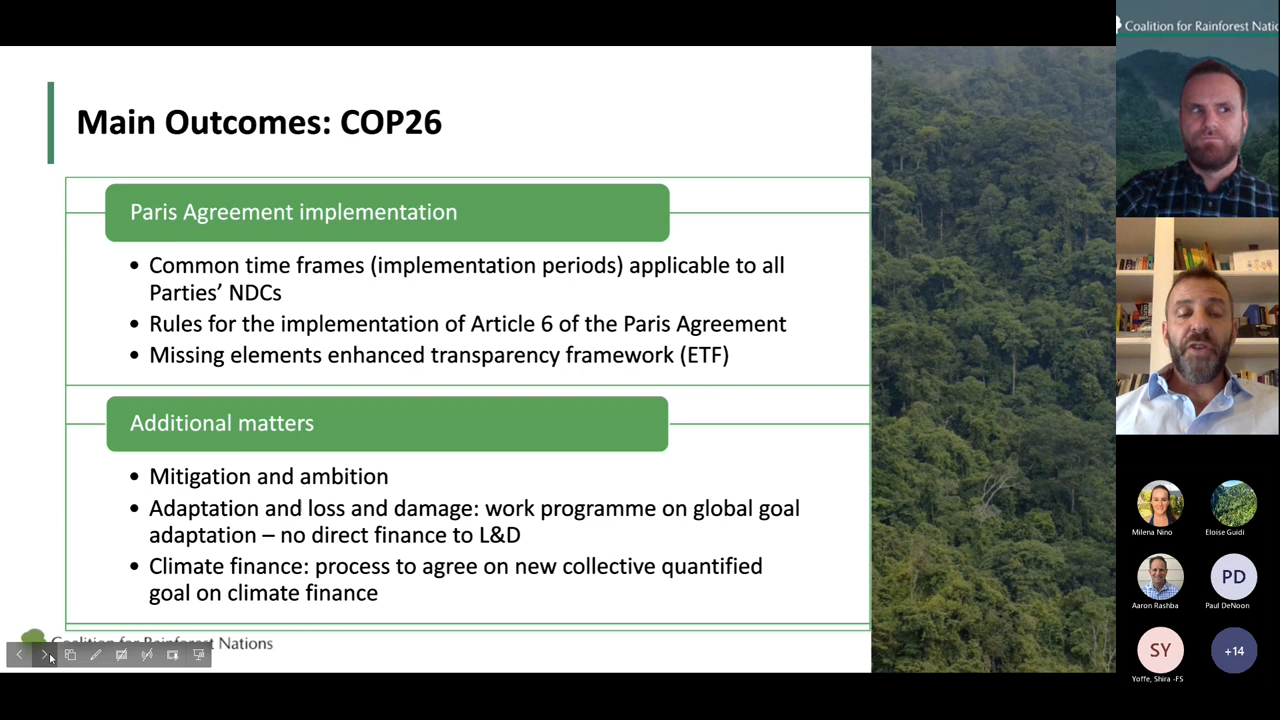 Main Outcomes: COP26
Paris Agreement implementation
• Common time frames (implementation periods) applicable to all
Parties’ NDCs
• Rules for the implementation of Article 6 of the Paris Agreement
• Missing elements enhanced transparency framework (ETF)
Additional matters
• Mitigation and ambition
• Adaptation and loss and damage: work programme on global goal
adaptation – no direct finance to L&D
• Climate finance: process to agree on new collective quantified
goal on climate finance
Coalition for Rainforest Nations
Coalition for Rainforest Natio
Milena Nino
Eloise Guidi
Aaron Rashba
PD
Paul DeNoon
SY
Yoffe, Shira -FS
+14